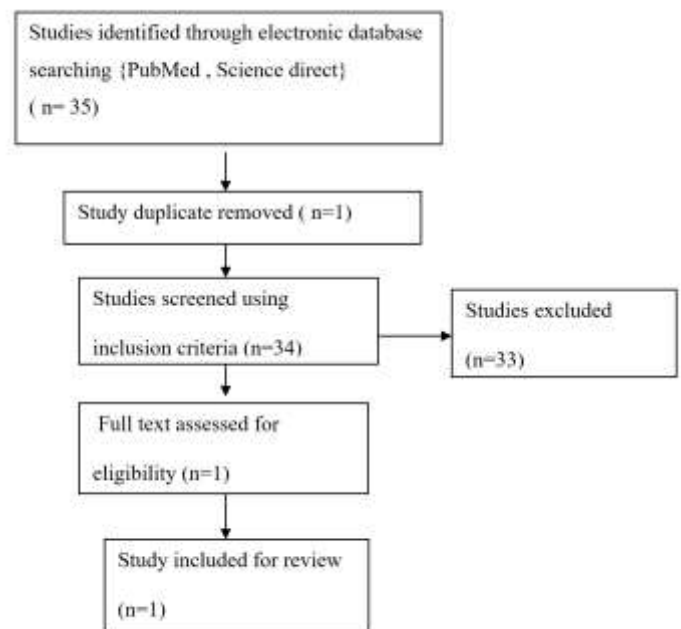 Studies identified through electronic database
searching {PubMed , Science direct}
( n= 35)
Study duplicate removed ( n=1)
Studies screened using
inclusion criteria (n=34)
Studies excluded
(n=33)
Full text assessed for
eligibility (n=1)
Study included for review
(n=1)